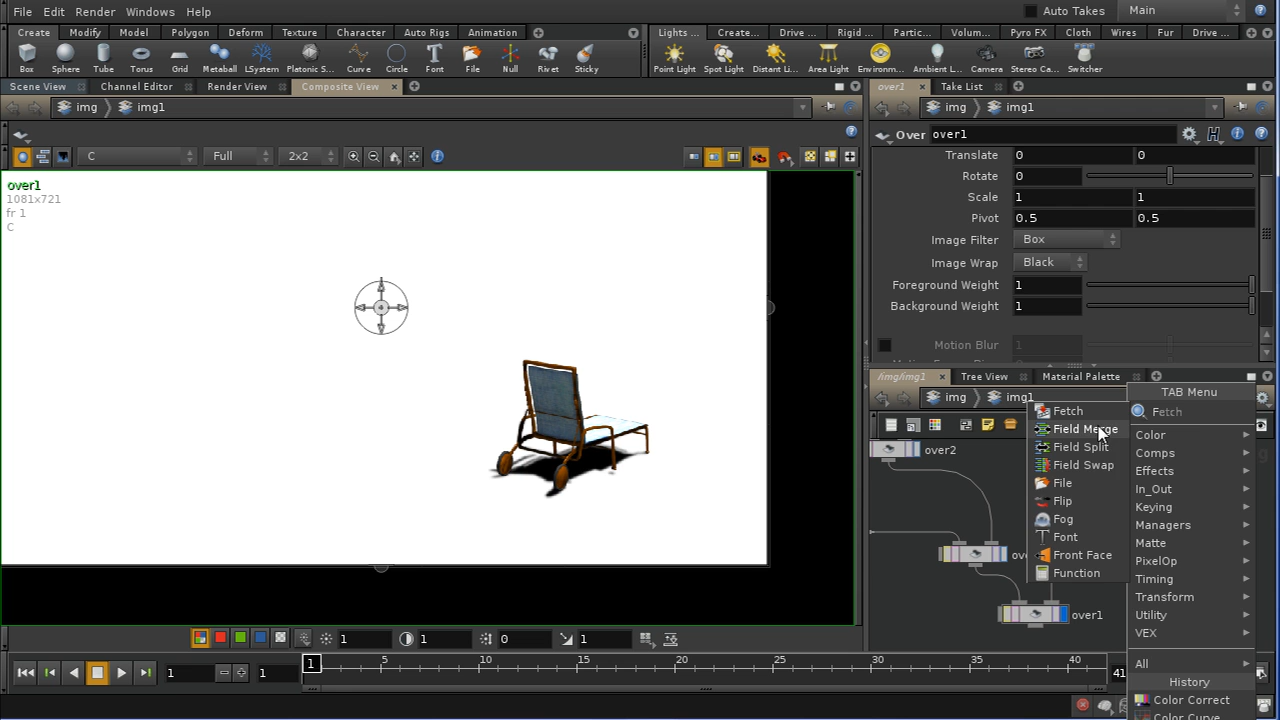 File Edit Render Windows Help Auto Takes Main
Create Modify Model Polygon Deform Texture Character Auto Rigs Animation Lights ... Create... Drive ... Rigid ... Partic... Volum... Pyro FX Cloth Wires Fur Drive ...
Box Sphere Tube Torus Grid Metaball LSystem Platonic S... Curve Circle Font File Null Rivet Sticky Point Light Spot Light Distant Li... Area Light Environm... Ambient L... Camera Stereo Ca... Switcher
Scene View Channel Editor Render View Composite View over1 Take List
img img1 img img1
Over over1
C Full 2x2
Translate 0 0
over1
1081x721
fr 1
C
Rotate 0
Scale 1 1
Pivot 0.5 0.5
Image Filter Box
Image Wrap Black
Foreground Weight 1
Background Weight 1
Motion Blur 1
/img/img1 Tree View Material Palette
img img1
TAB Menu
Fetch
Fetch
Field Merge
Field Split
Field Swap
File
Flip
Fog
Font
Front Face
Function
Color
Comps
Effects
In_Out
Keying
Managers
Matte
PixelOp
Timing
Transform
Utility
VEX
All
History
Color Correct
Color Curve
over2
ov
over1
1 1 0 1
1 1 1 5 10 15 20 25 30 35 40 41